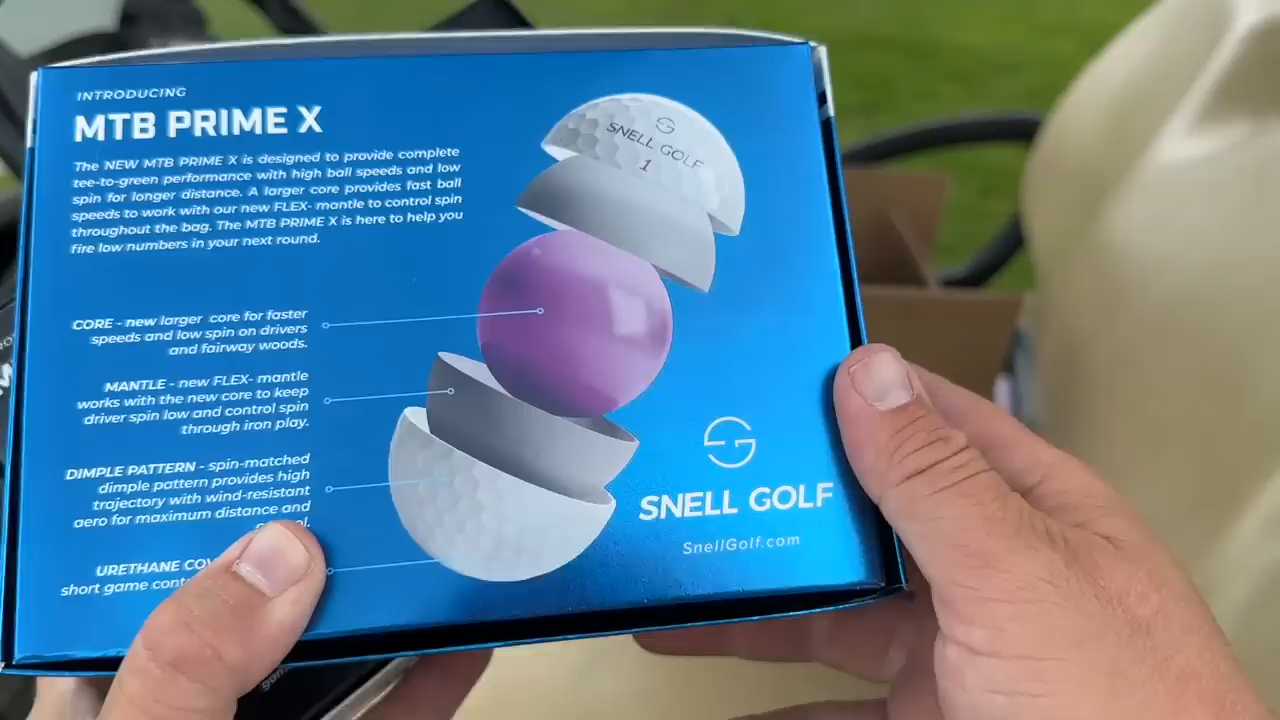 INTRODUCING
MTB PRIME X
The NEW MTB PRIME X is designed to provide complete
tee-to-green performance with high ball speeds and low
spin for longer distance. A larger core provides fast ball
speeds to work with our new FLEX- mantle to control spin
throughout the bag. The MTB PRIME X is here to help you
fire low numbers in your next round.
CORE - new larger core for faster
speeds and low spin on drivers
and fairway woods.
MANTLE - new FLEX- mantle
works with the new core to keep
driver spin low and control spin
through iron play.
DIMPLE PATTERN - spin-matched
dimple pattern provides high
trajectory with wind-resistant
aero for maximum distance and
URETHANE
short game
SNELL GOLF
1
SNELL GOLF
SnellGolf.com